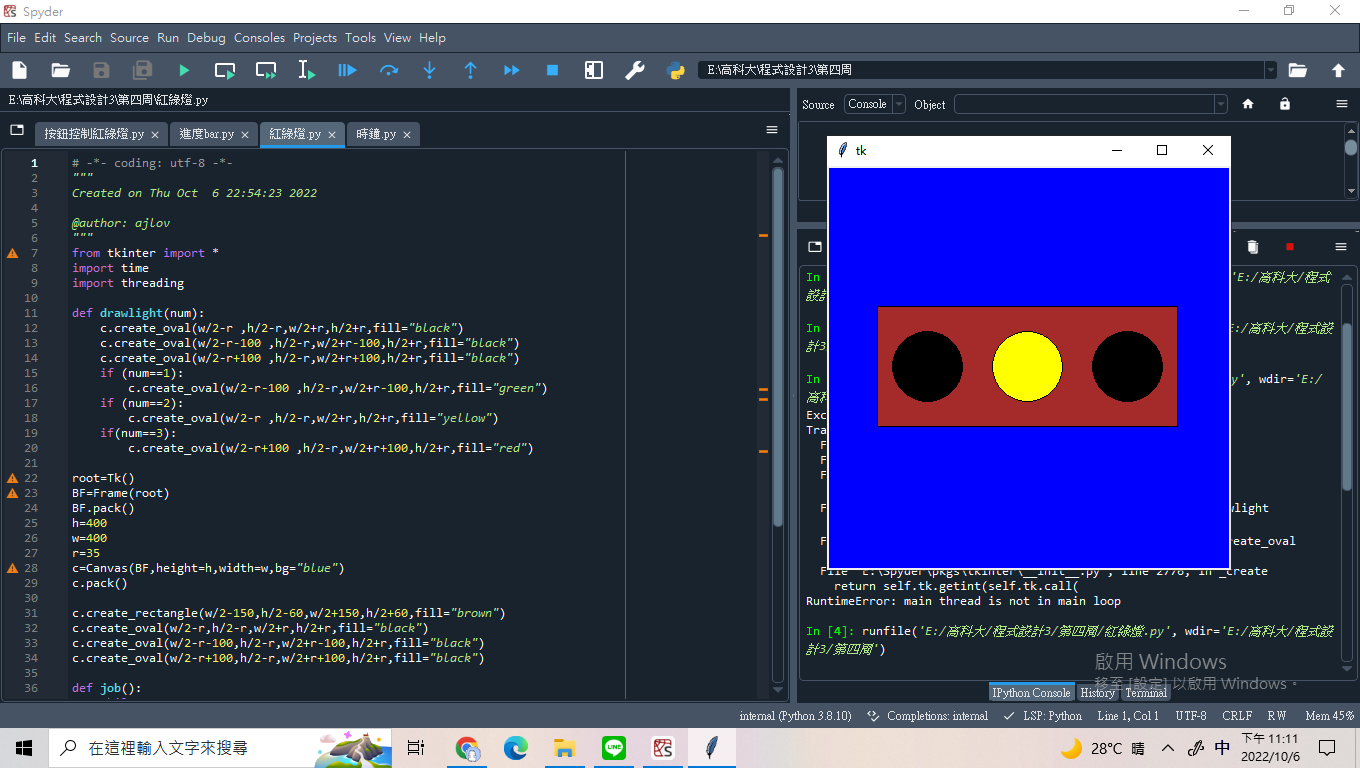 Spyder
File Edit Search Source Run Debug Consoles Projects Tools View Help
E:\高科大\程式設計3\第四周
E:\高科大\程式設計3\第四周\紅綠燈.py
按鈕控制紅綠燈.py 進度bar.py 紅綠燈.py 時鐘.py
1 # -*- coding: utf-8 -*-
2 """
3 Created on Thu Oct  6 22:54:23 2022
4
5 @author: ajlov
6 """
7 from tkinter import *
8 import time
9 import threading
10
11 def drawlight(num):
12     c.create_oval(w/2-r ,h/2-r,w/2+r,h/2+r,fill="black")
13     c.create_oval(w/2-r-100 ,h/2-r,w/2+r-100,h/2+r,fill="black")
14     c.create_oval(w/2-r+100 ,h/2-r,w/2+r+100,h/2+r,fill="black")
15     if (num==1):
16         c.create_oval(w/2-r-100 ,h/2-r,w/2+r-100,h/2+r,fill="green")
17     if (num==2):
18         c.create_oval(w/2-r ,h/2-r,w/2+r,h/2+r,fill="yellow")
19     if(num==3):
20         c.create_oval(w/2-r+100 ,h/2-r,w/2+r+100,h/2+r,fill="red")
21
22 root=Tk()
23 BF=Frame(root)
24 BF.pack()
25 h=400
26 w=400
27 r=35
28 c=Canvas(BF,height=h,width=w,bg="blue")
29 c.pack()
30
31 c.create_rectangle(w/2-150,h/2-60,w/2+150,h/2+60,fill="brown")
32 c.create_oval(w/2-r,h/2-r,w/2+r,h/2+r,fill="black")
33 c.create_oval(w/2-r-100,h/2-r,w/2+r-100,h/2+r,fill="black")
34 c.create_oval(w/2-r+100,h/2-r,w/2+r+100,h/2+r,fill="black")
35
36 def job():
Source Console Object
tk
In 'E:/高科大/程式
設計
In E:/高科大/程式設
計3
In y', wdir='E:/
高科
Exc
Tra
F
F
F
F light
F reate_oval
File "E:\Spyder\pkgs\tkinter\__init__.py", line 2776, in _create
return self.tk.getint(self.tk.call(
RuntimeError: main thread is not in main loop
In [4]: runfile('E:/高科大/程式設計3/第四周/紅綠燈.py', wdir='E:/高科大/程式設
計3/第四周')
啟用 Windows
移至 [設定] 以啟用 Windows。
IPython Console History Terminal
internal (Python 3.8.10) Completions: internal LSP: Python Line 1, Col 1 UTF-8 CRLF RW Mem 45%
在這裡輸入文字來搜尋
28°C 晴 中 下午 11:11
2022/10/6